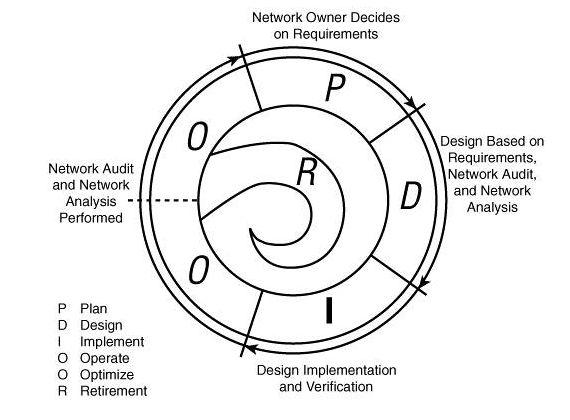 Network Owner Decides
on Requirements
P
O
R
D
O
I
Design Based on
Requirements,
Network Audit,
and Network
Analysis
Network Audit
and Network
Analysis
Performed
Design Implementation
and Verification
P Plan
D Design
I Implement
O Operate
O Optimize
R Retirement